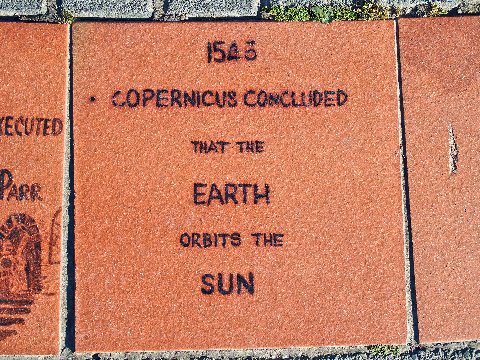 1543
• COPERNICUS CONCLUDED
THAT THE
EARTH
ORBITS THE
SUN
XECUTED
PARR